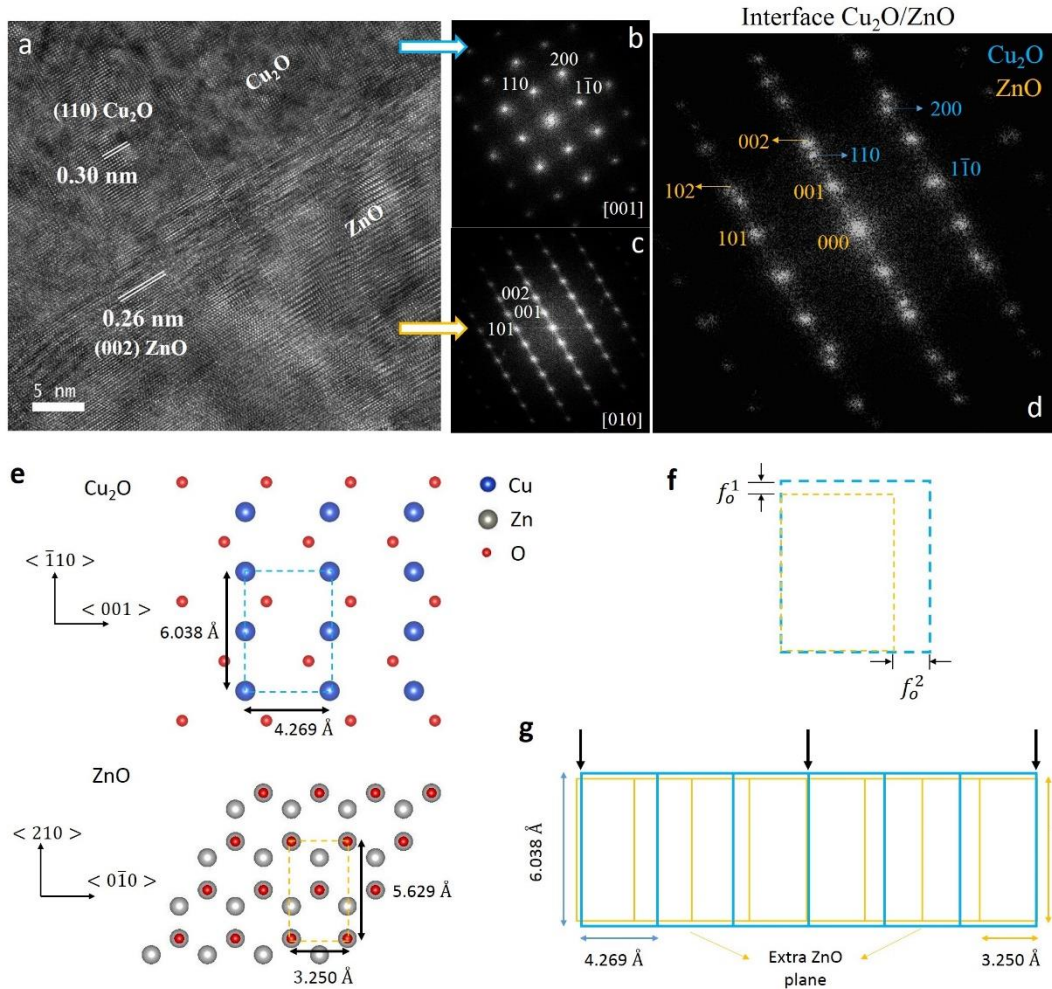 Interface Cu₂O/ZnO
a
Cu₂O
(110) Cu₂O
0.30 nm
ZnO
0.26 nm
(002) ZnO
5 nm
b
200
110
11̅0
[001]
c
002
001
101
[010]
Cu₂O
ZnO
200
002
110
11̅0
102
001
101
000
d
e
Cu₂O
Cu
Zn
O
< 1̅10 >
< 001 >
6.038 Å
4.269 Å
ZnO
< 210 >
< 01̅0 >
5.629 Å
3.250 Å
f
fₒ¹
fₒ²
g
6.038 Å
4.269 Å
Extra ZnO
plane
3.250 Å